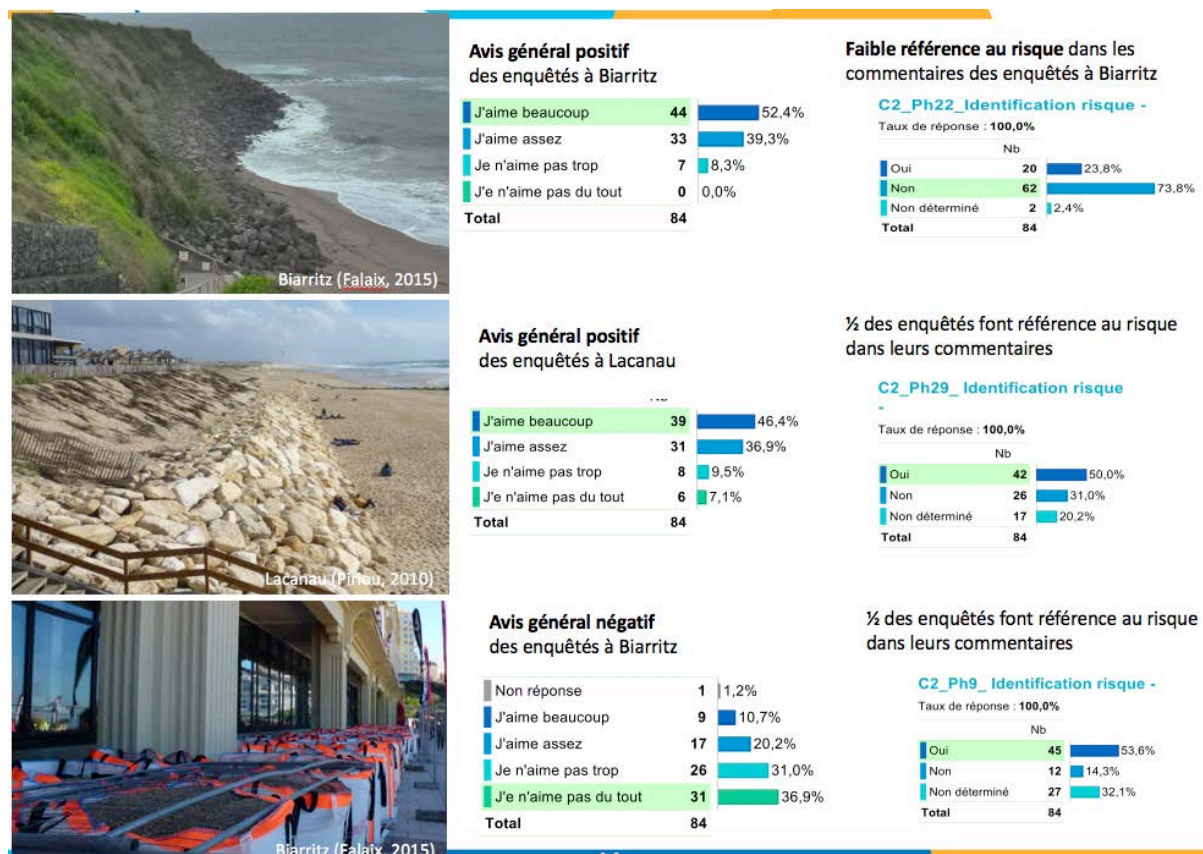 Avis général positif
des enquêtés à Biarritz
J'aime beaucoup 44 52,4%
J'aime assez 33 39,3%
Je n'aime pas trop 7 8,3%
J'e n'aime pas du tout 0 0,0%
Total 84
Faible référence au risque dans les
commentaires des enquêtés à Biarritz
C2_Ph22_Identification risque -
Taux de réponse : 100,0%
Nb
Oui 20 23,8%
Non 62 73,8%
Non déterminé 2 2,4%
Total 84
Biarritz (Falaix, 2015)
Avis général positif
des enquêtés à Lacanau
J'aime beaucoup 39 46,4%
J'aime assez 31 36,9%
Je n'aime pas trop 8 9,5%
J'e n'aime pas du tout 6 7,1%
Total 84
½ des enquêtés font référence au risque
dans leurs commentaires
C2_Ph29_ Identification risque
-
Taux de réponse : 100,0%
Nb
Oui 42 50,0%
Non 26 31,0%
Non déterminé 17 20,2%
Total 84
Lacanau (Piriou, 2010)
Avis général négatif
des enquêtés à Biarritz
Non réponse 1 1,2%
J'aime beaucoup 9 10,7%
J'aime assez 17 20,2%
Je n'aime pas trop 26 31,0%
J'e n'aime pas du tout 31 36,9%
Total 84
½ des enquêtés font référence au risque
dans leurs commentaires
C2_Ph9_ Identification risque -
Taux de réponse : 100,0%
Nb
Oui 45 53,6%
Non 12 14,3%
Non déterminé 27 32,1%
Total 84
Biarritz (Falaix, 2015)